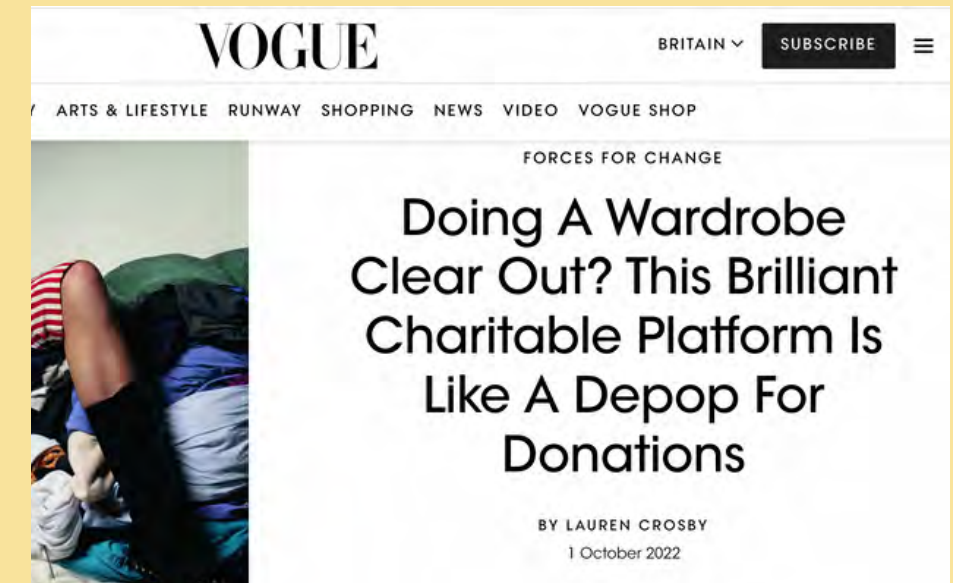 VOGUE
BRITAIN
SUBSCRIBE
ARTS & LIFESTYLE RUNWAY SHOPPING NEWS VIDEO VOGUE SHOP
FORCES FOR CHANGE
Doing A Wardrobe
Clear Out? This Brilliant
Charitable Platform Is
Like A Depop For
Donations
BY LAUREN CROSBY
1 October 2022